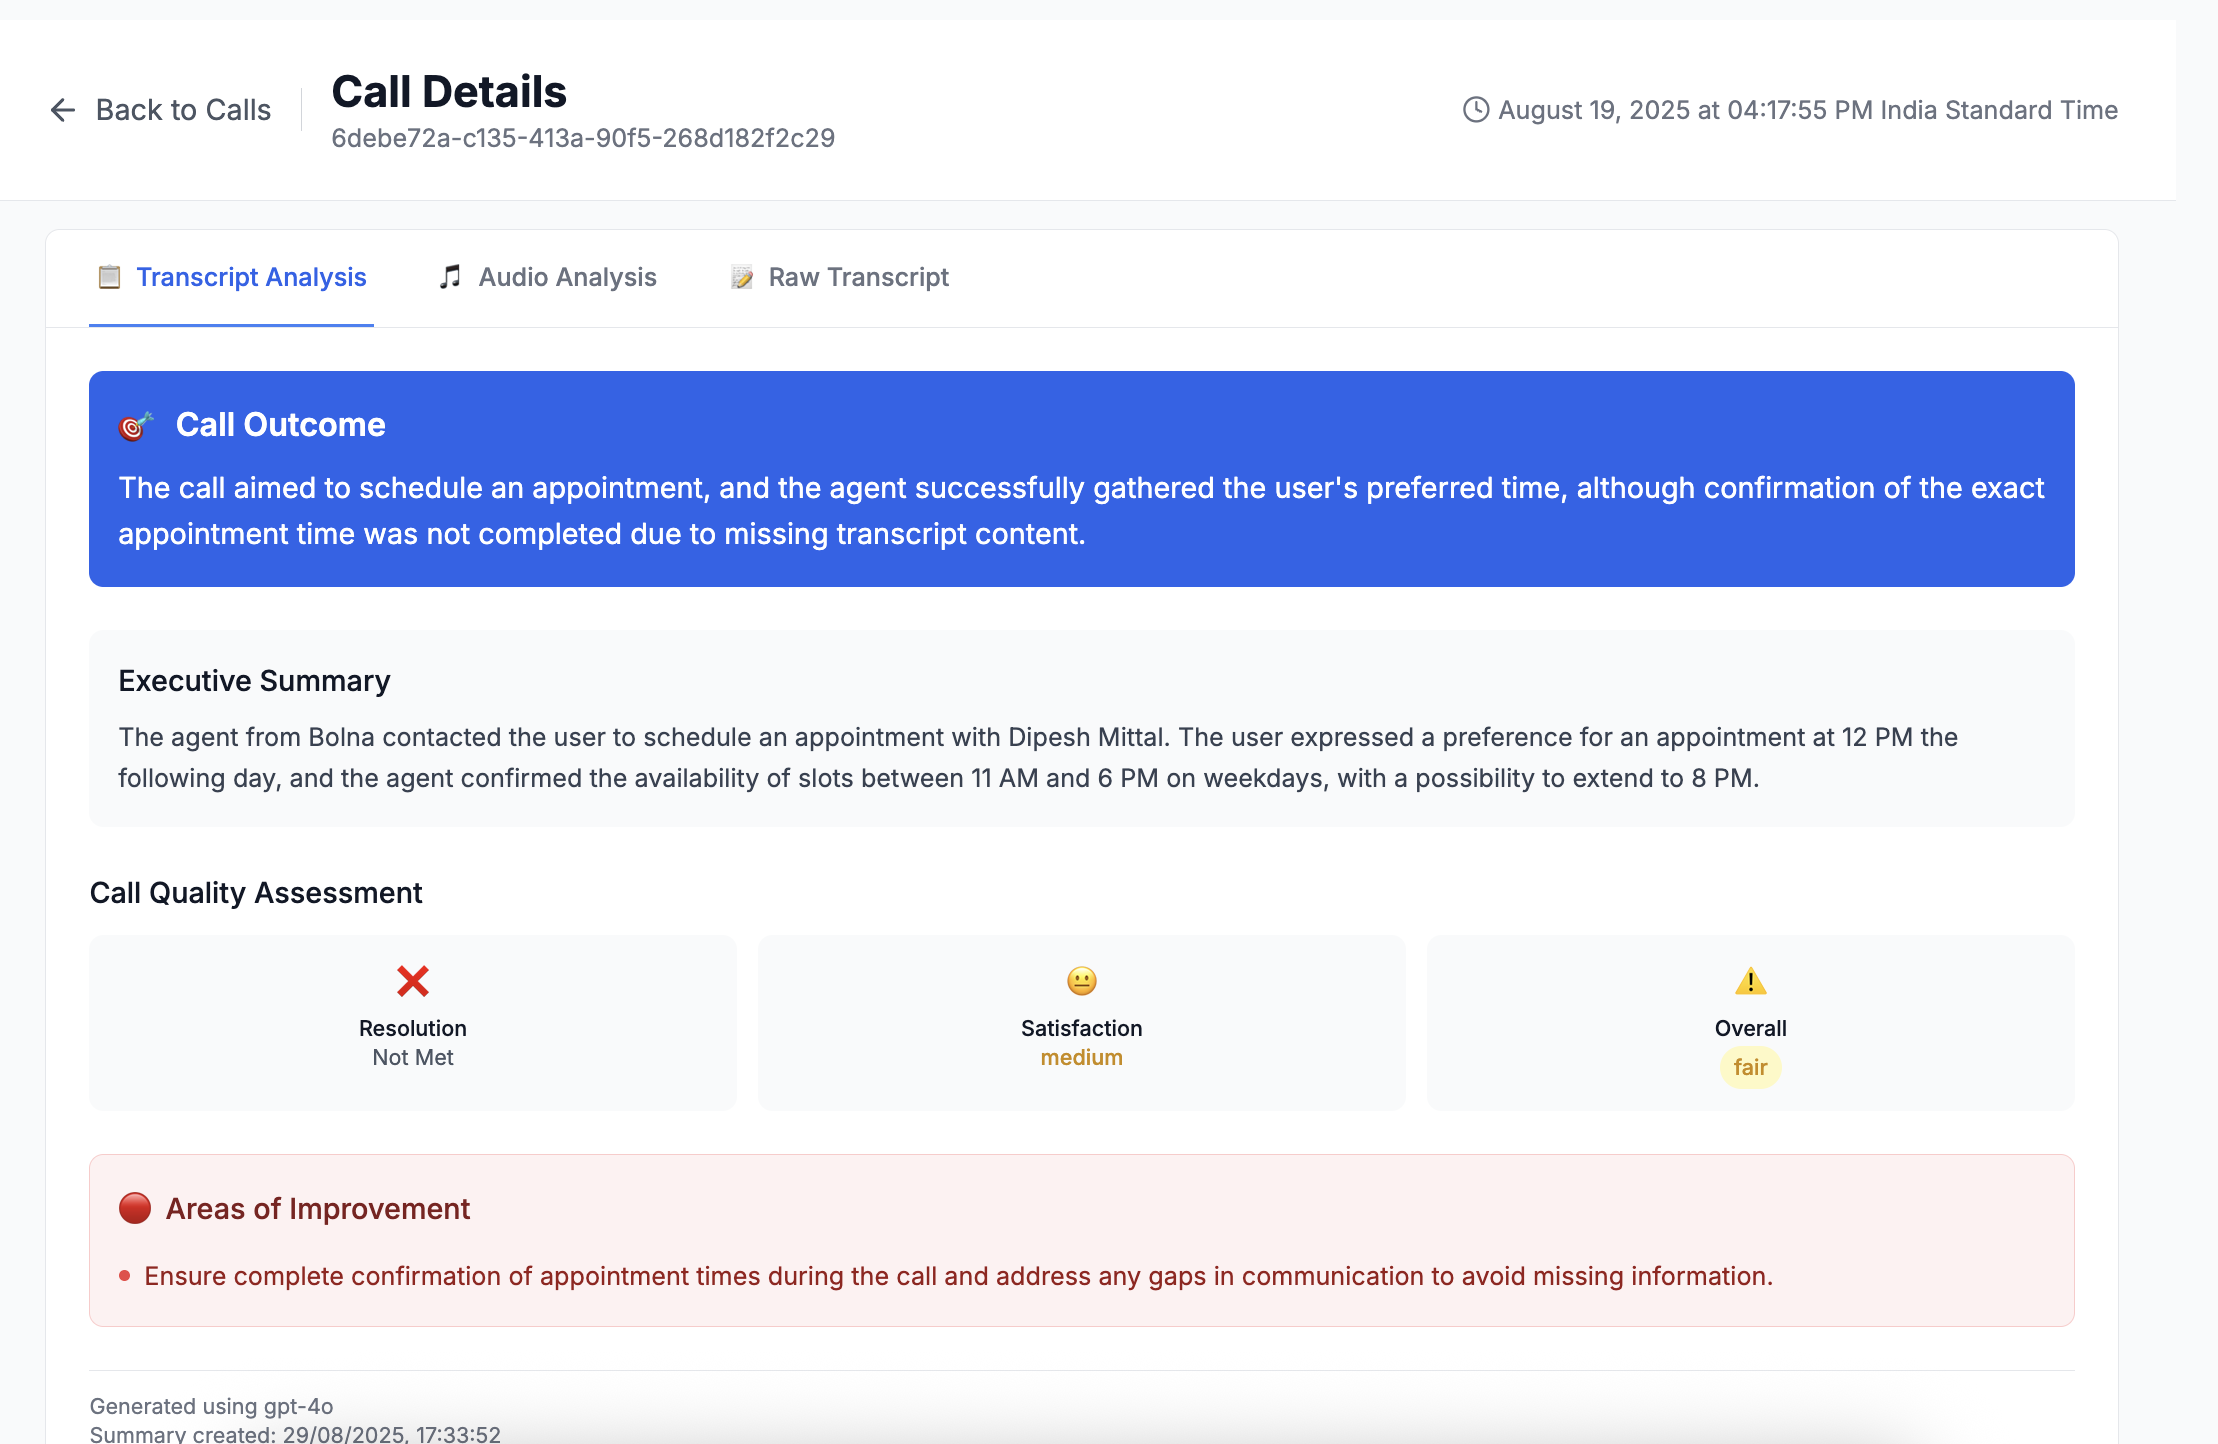 Back to Calls
Call Details
6debe72a-c135-413a-90f5-268d182f2c29
August 19, 2025 at 04:17:55 PM India Standard Time
Transcript Analysis
Audio Analysis
Raw Transcript
Call Outcome
The call aimed to schedule an appointment, and the agent successfully gathered the user's preferred time, although confirmation of the exact
appointment time was not completed due to missing transcript content.
Executive Summary
The agent from Bolna contacted the user to schedule an appointment with Dipesh Mittal. The user expressed a preference for an appointment at 12 PM the
following day, and the agent confirmed the availability of slots between 11 AM and 6 PM on weekdays, with a possibility to extend to 8 PM.
Call Quality Assessment
Resolution
Not Met
Satisfaction
medium
Overall
fair
Areas of Improvement
Ensure complete confirmation of appointment times during the call and address any gaps in communication to avoid missing information.
Generated using gpt-4o
Summary created: 29/08/2025, 17:33:52